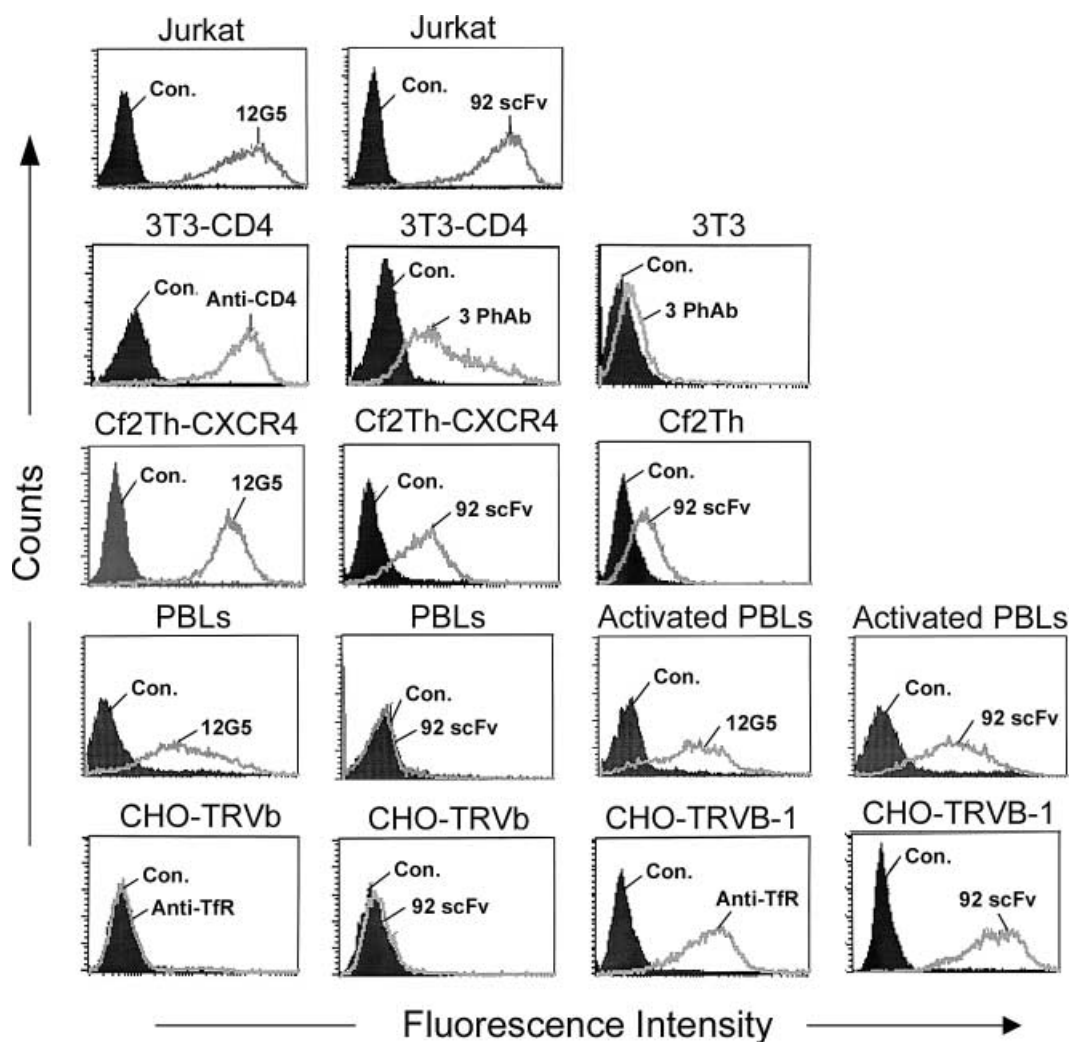 Jurkat
Jurkat
Con.
12G5
Con.
92 scFv
3T3-CD4
3T3-CD4
3T3
Con.
Anti-CD4
Con.
3 PhAb
Con.
3 PhAb
Cf2Th-CXCR4
Cf2Th-CXCR4
Cf2Th
Con.
12G5
Con.
92 scFv
Con.
92 scFv
PBLs
PBLs
Activated PBLs
Activated PBLs
Con.
12G5
Con.
92 scFv
Con.
12G5
Con.
92 scFv
CHO-TRVb
CHO-TRVb
CHO-TRVB-1
CHO-TRVB-1
Con.
Anti-TfR
Con.
92 scFv
Con.
Anti-TfR
Con.
92 scFv
Counts
Fluorescence Intensity